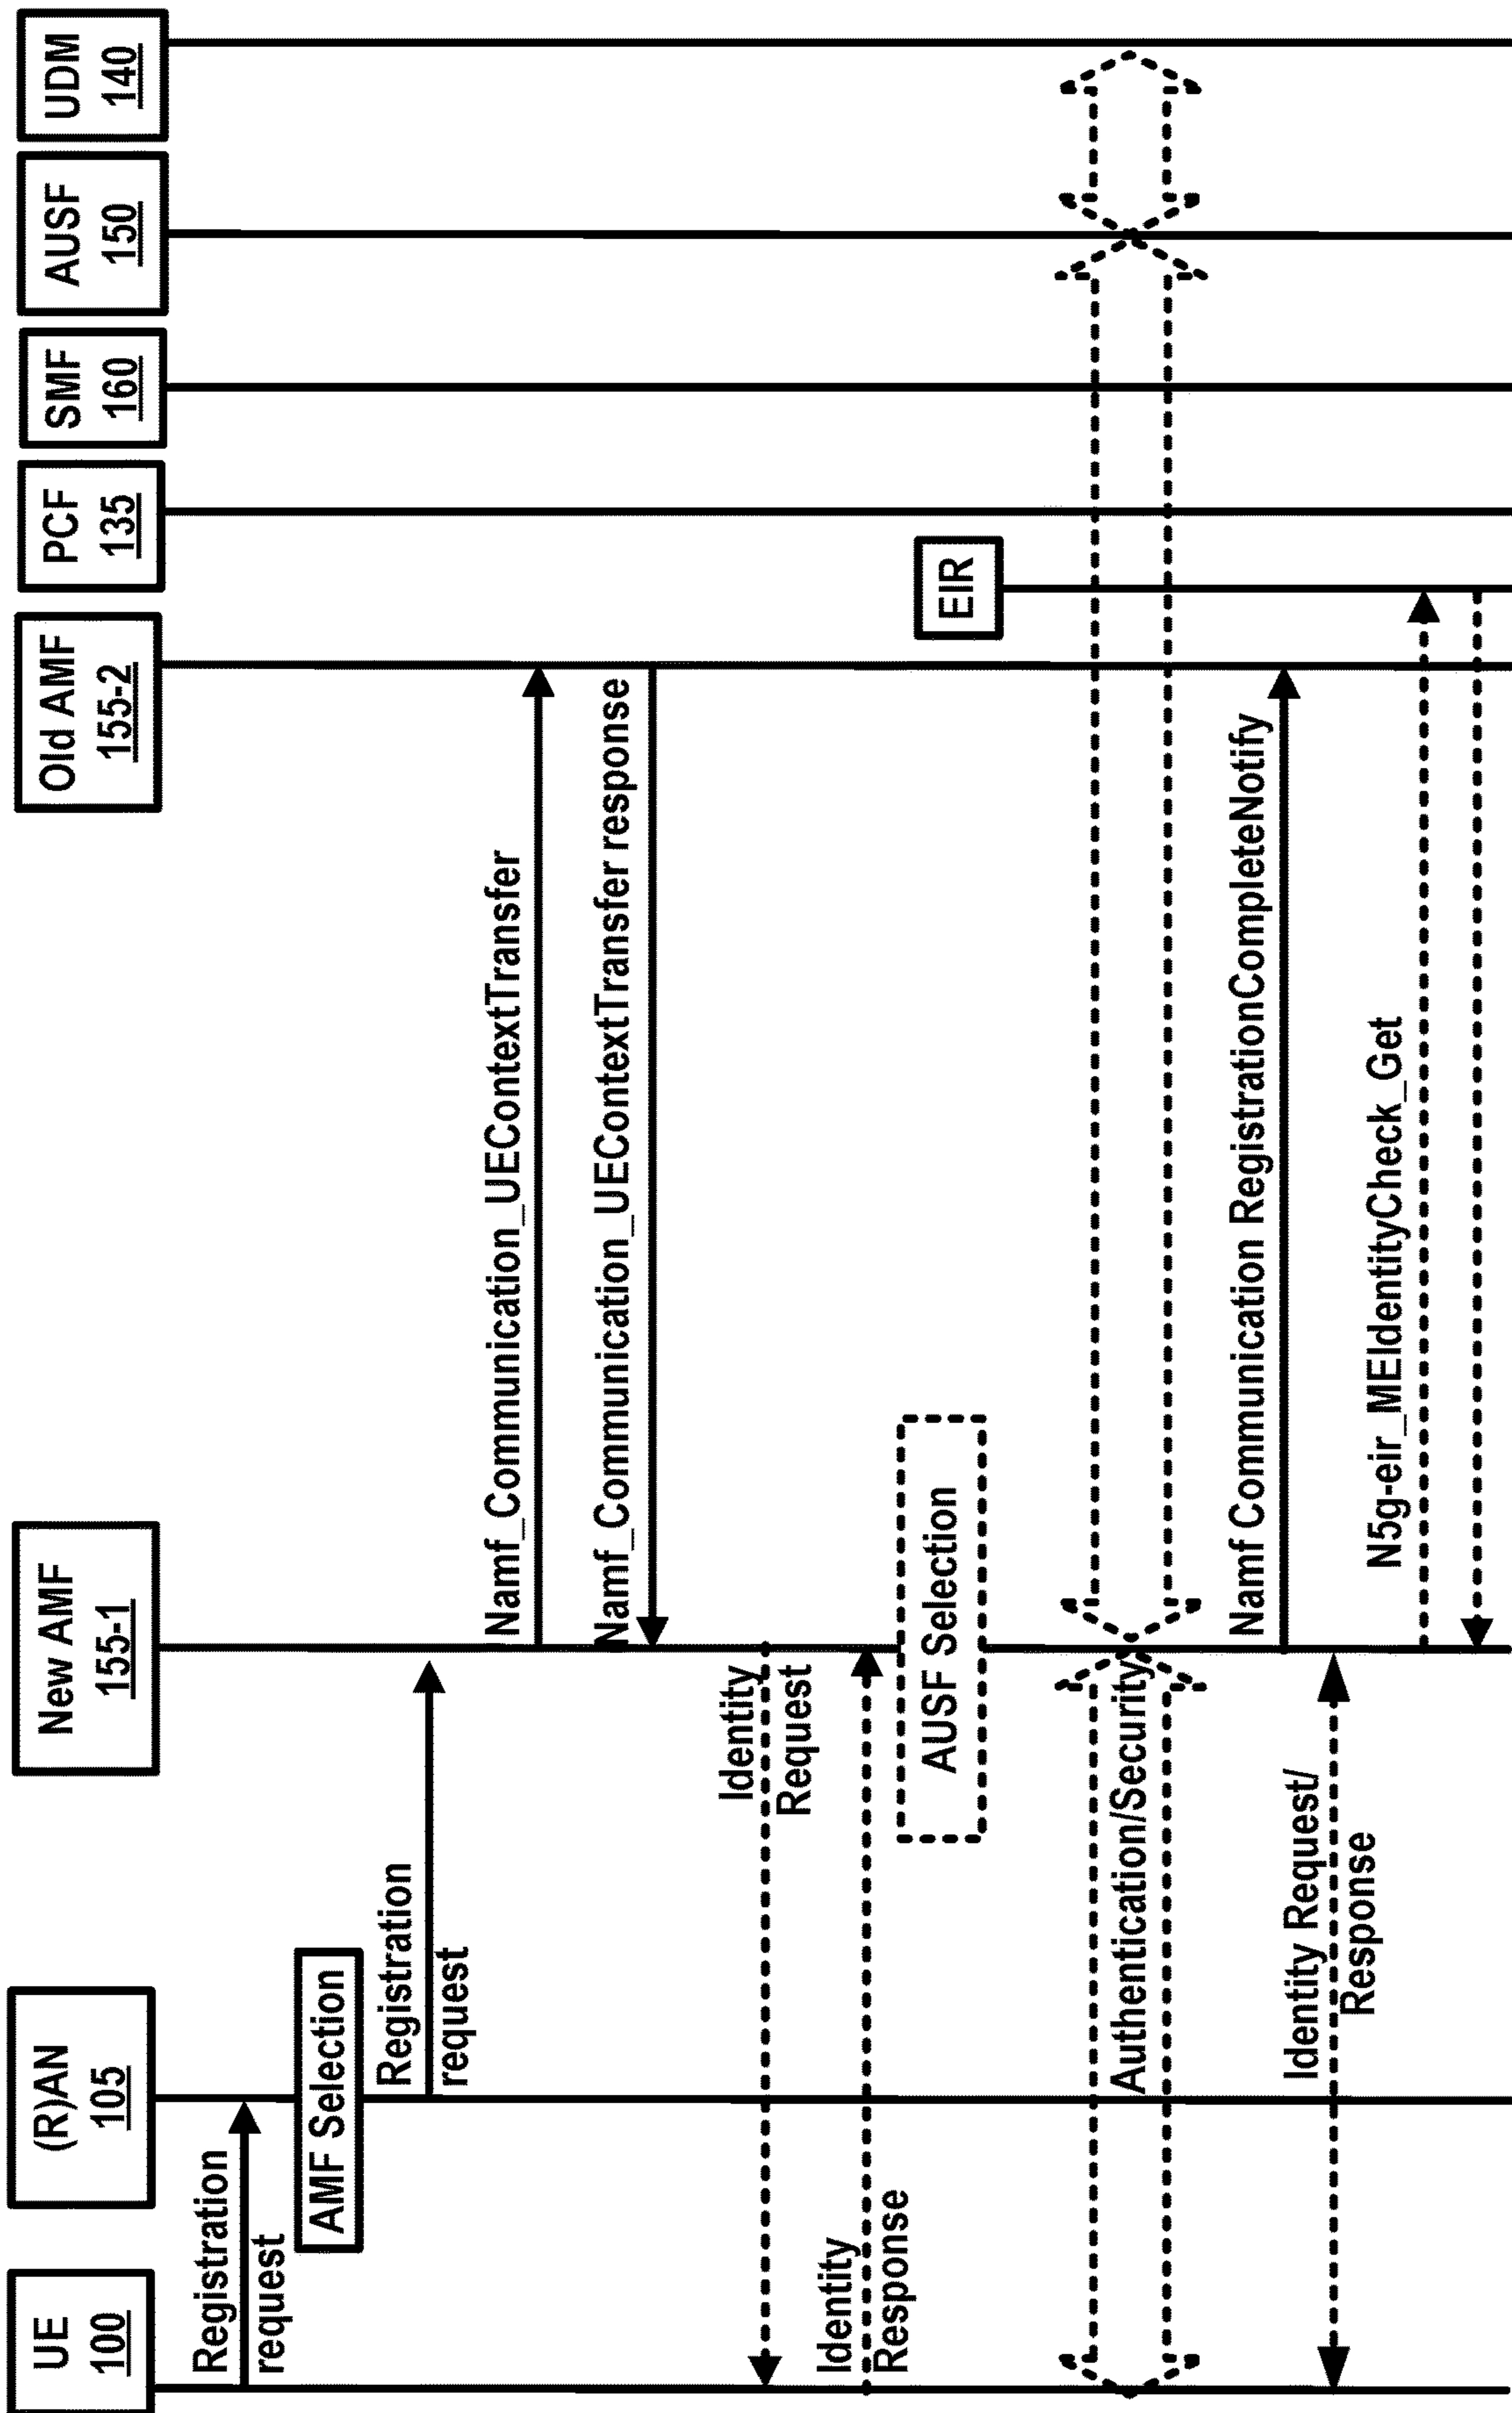 UE
100
(R)AN
105
New AMF
155-1
Old AMF
155-2
PCF
135
SMF
160
AUSF
150
UDM
140
Registration
request
AMF Selection
Registration
request
Namf_Communication_UEContextTransfer
Namf_Communication_UEContextTransfer response
Identity
Request
Identity
Response
AUSF Selection
EIR
Authentication/Security
Namf Communication RegistrationCompleteNotify
Identity Request/
Response
N5g-eir_MEIdentityCheck_Get